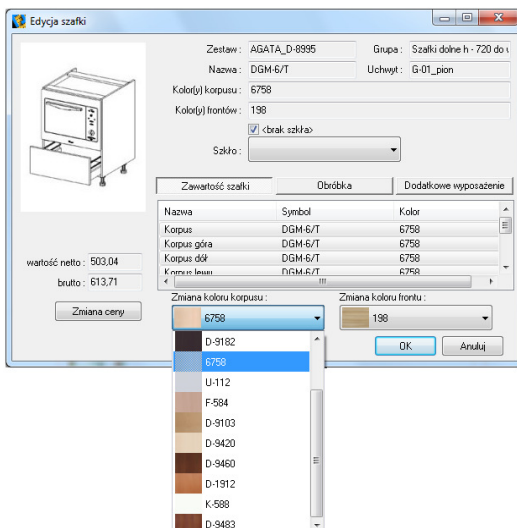 Edycja szafki
Zestaw : AGATA_D-8995 Grupa : Szafki dolne h - 720 do
Nazwa : DGM-6/T Uchwyt : G-01_pion
Kolor(y) korpusu : 6758
Kolor(y) frontów : 198
<brak szkła>
Szkło :
Zawartość szafki Obróbka Dodatkowe wyposażenie
Nazwa Symbol Kolor
Korpus DGM-6/T 6758
Korpus góra DGM-6/T 6758
Korpus dół DGM-6/T 6758
Korpus lewy DGM-6/T 6758
wartość netto : 503,04
brutto : 613,71
Zmiana ceny
Zmiana koloru korpusu : Zmiana koloru frontu :
6758 198
OK Anuluj
D-9182
6758
U-112
F-584
D-9103
D-9420
D-9460
D-1912
K-588
D-9483